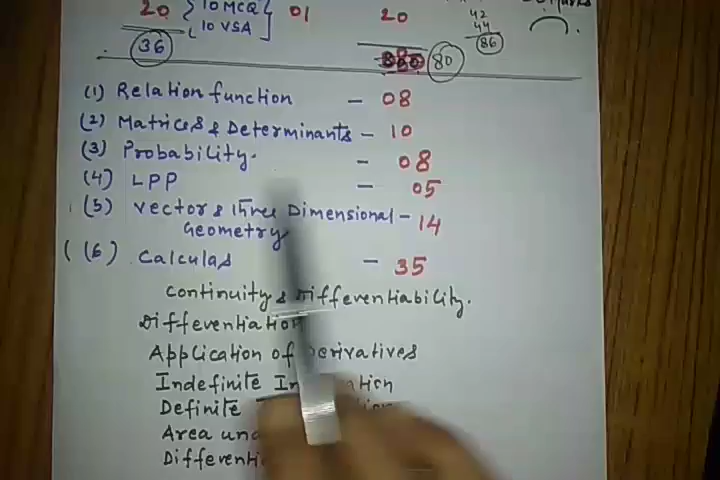 20 { 10 MCQ 01 20
10 VSA ]
36 80
42
44
86
(1) Relation function - 08
(2) Matrices & Determinants - 10
(3) Probability. - 08
(4) LPP - 05
(5) Vector & Three Dimensional - 14
Geometry
(6) Calculas - 35
Continuity & Differentiability.
Differentiation
Application of Derivatives
Indefinite
Definite
Area